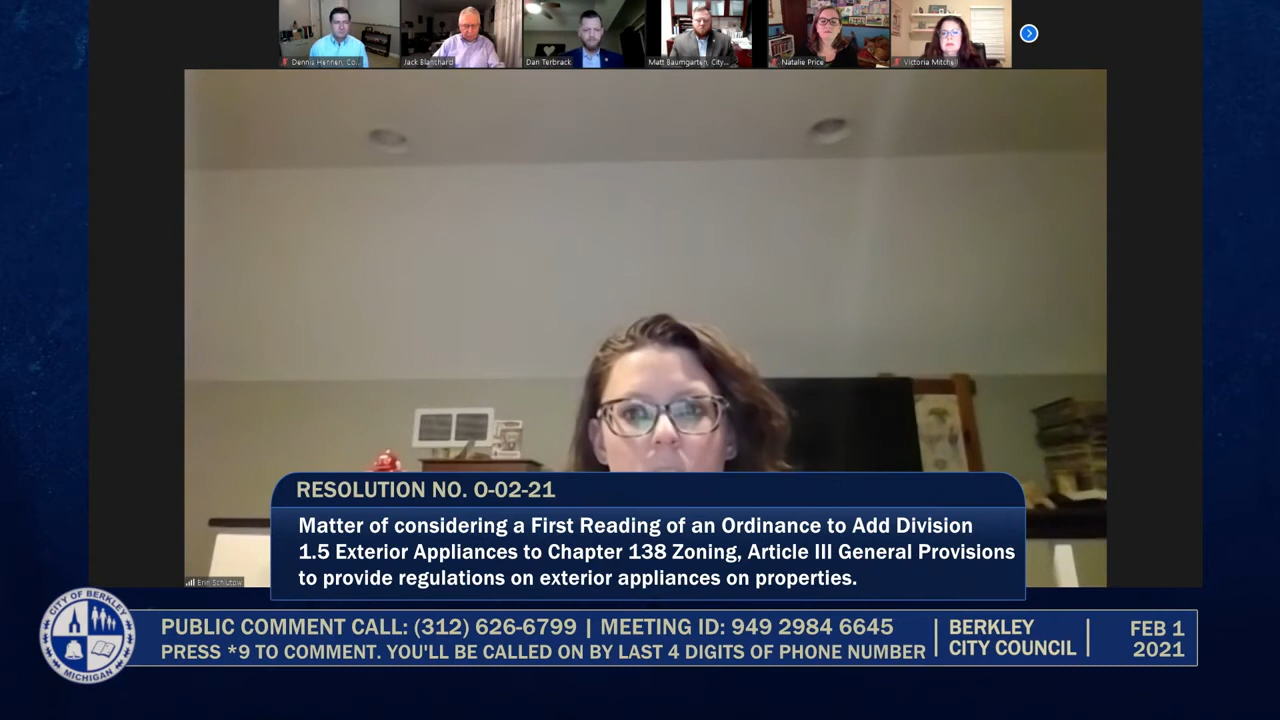 Dennis Hennen, Co...
Jack Blanchard
Dan Terbrack
Matt Baumgarten, City...
Natalie Price
Victoria Mitchell
RESOLUTION NO. O-02-21
Matter of considering a First Reading of an Ordinance to Add Division
1.5 Exterior Appliances to Chapter 138 Zoning, Article III General Provisions
to provide regulations on exterior appliances on properties.
Erin Schlutow
CITY OF BERKLEY
MICHIGAN
PUBLIC COMMENT CALL: (312) 626-6799 | MEETING ID: 949 2984 6645
PRESS *9 TO COMMENT. YOU'LL BE CALLED ON BY LAST 4 DIGITS OF PHONE NUMBER
BERKLEY
CITY COUNCIL
FEB 1
2021